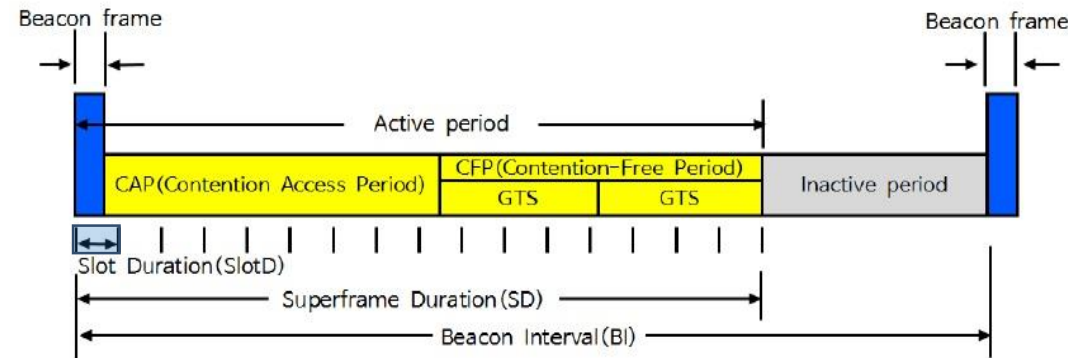 Beacon frame
Beacon frame
Active period
CFP(Contention-Free Period)
CAP(Contention Access Period)
Inactive period
GTS
GTS
Slot Duration(SlotD)
Superframe Duration(SD)
Beacon Interval(BI)